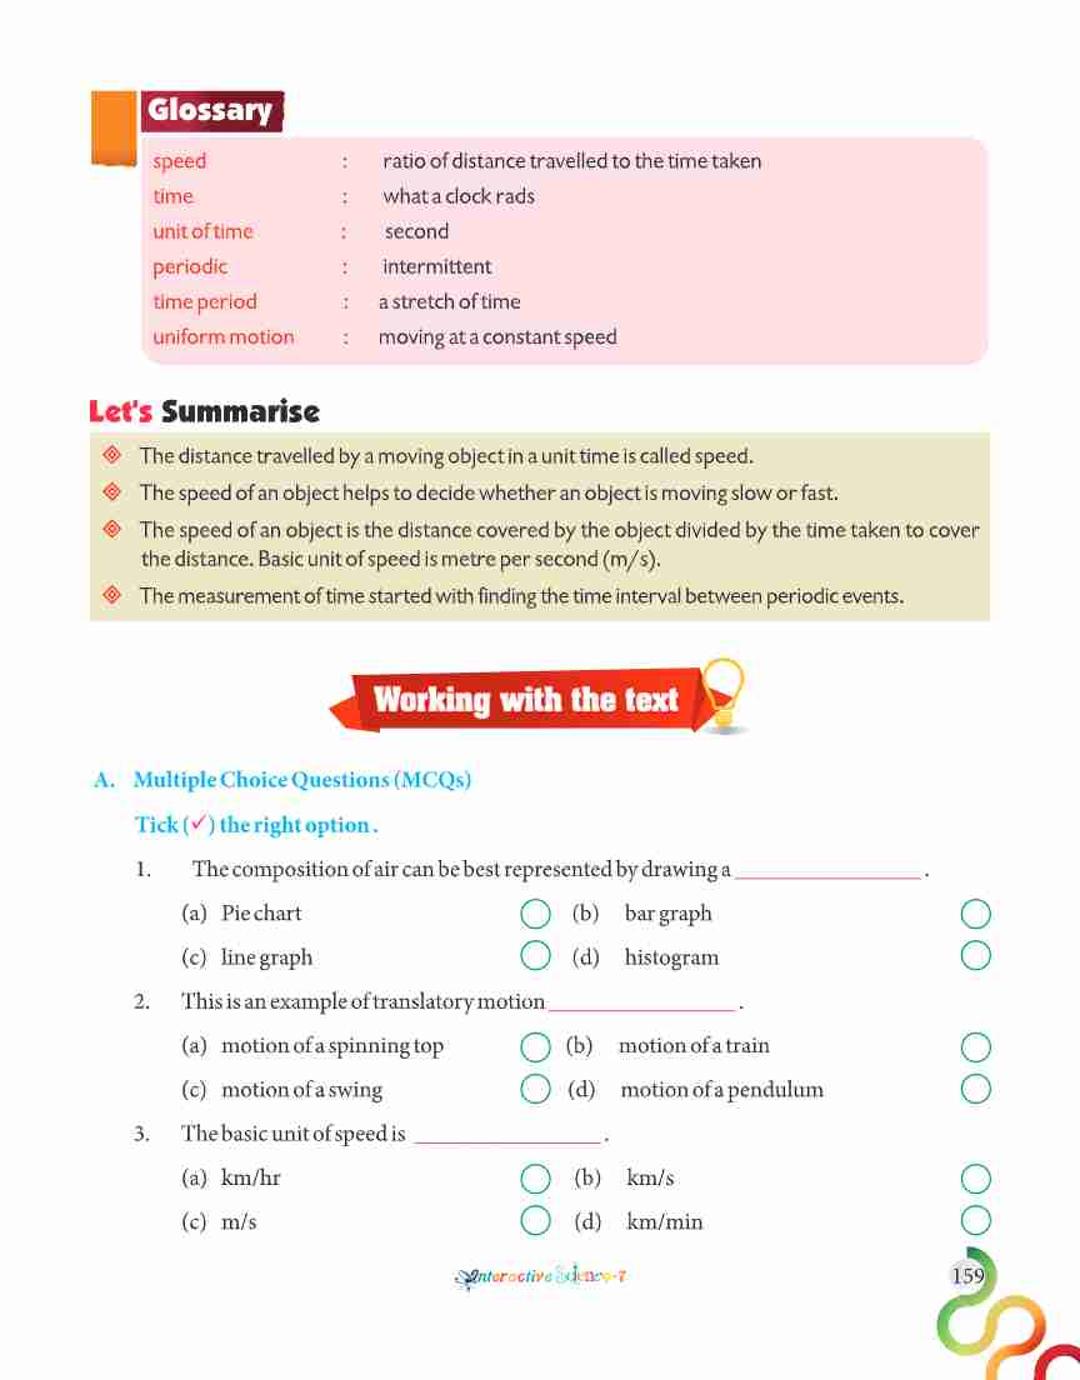 Glossary
speed : ratio of distance travelled to the time taken
time : what a clock rads
unit of time : second
periodic : intermittent
time period : a stretch of time
uniform motion : moving at a constant speed
Let's Summarise
The distance travelled by a moving object in a unit time is called speed.
The speed of an object helps to decide whether an object is moving slow or fast.
The speed of an object is the distance covered by the object divided by the time taken to cover
the distance. Basic unit of speed is metre per second (m/s).
The measurement of time started with finding the time interval between periodic events.
Working with the text
A. Multiple Choice Questions (MCQs)
Tick (✓) the right option .
1. The composition of air can be best represented by drawing a ____________ .
(a) Pie chart (b) bar graph
(c) line graph (d) histogram
2. This is an example of translatory motion ____________ .
(a) motion of a spinning top (b) motion of a train
(c) motion of a swing (d) motion of a pendulum
3. The basic unit of speed is ____________ .
(a) km/hr (b) km/s
(c) m/s (d) km/min
Interactive Science-7
159